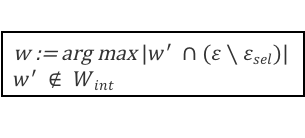 w := arg max |w′ ∩ (ε \ ε_sel)|
w′ ∉ W_int